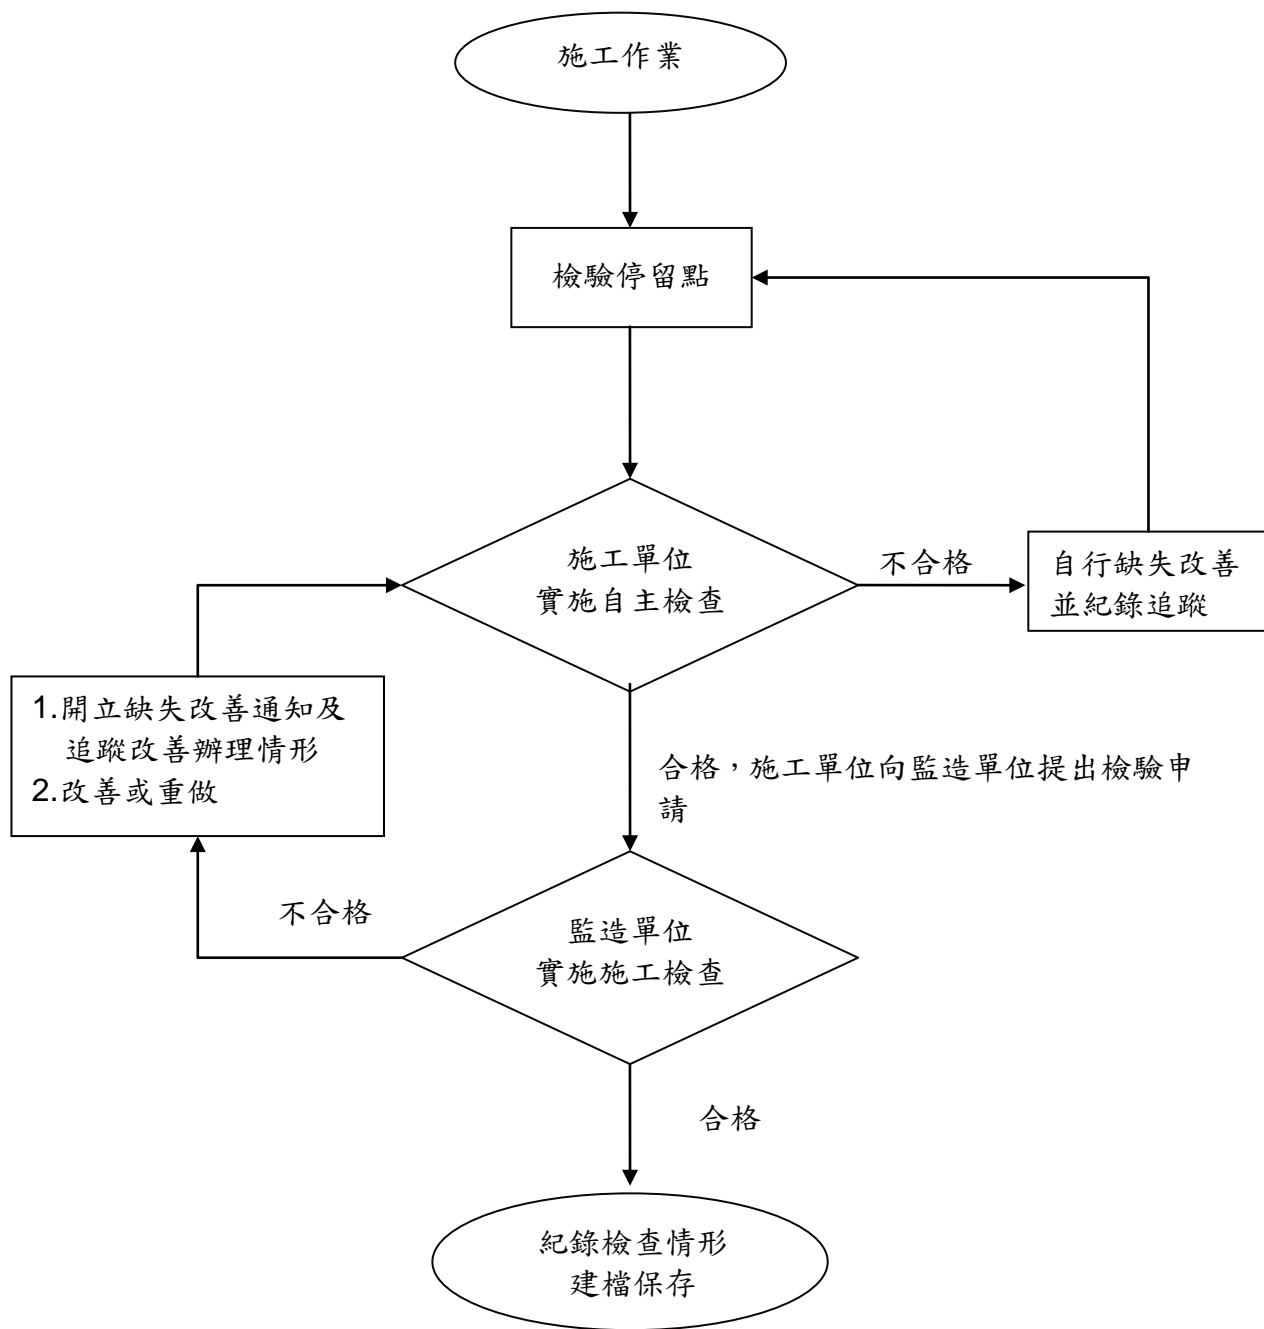 施工作業
檢驗停留點
施工單位
實施自主檢查
不合格
自行缺失改善
並紀錄追蹤
1.開立缺失改善通知及
追蹤改善辦理情形
2.改善或重做
合格，施工單位向監造單位提出檢驗申
請
不合格
監造單位
實施施工檢查
合格
紀錄檢查情形
建檔保存